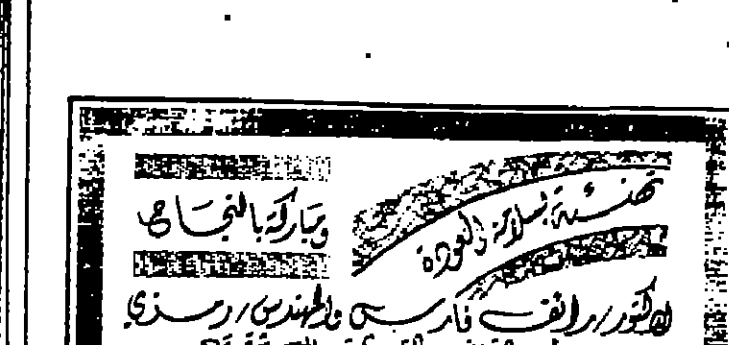 تهنئة بسلامة العودة
ومباركة بالنجاح
الدكتور/رائف فارس والمهندس/رمزي